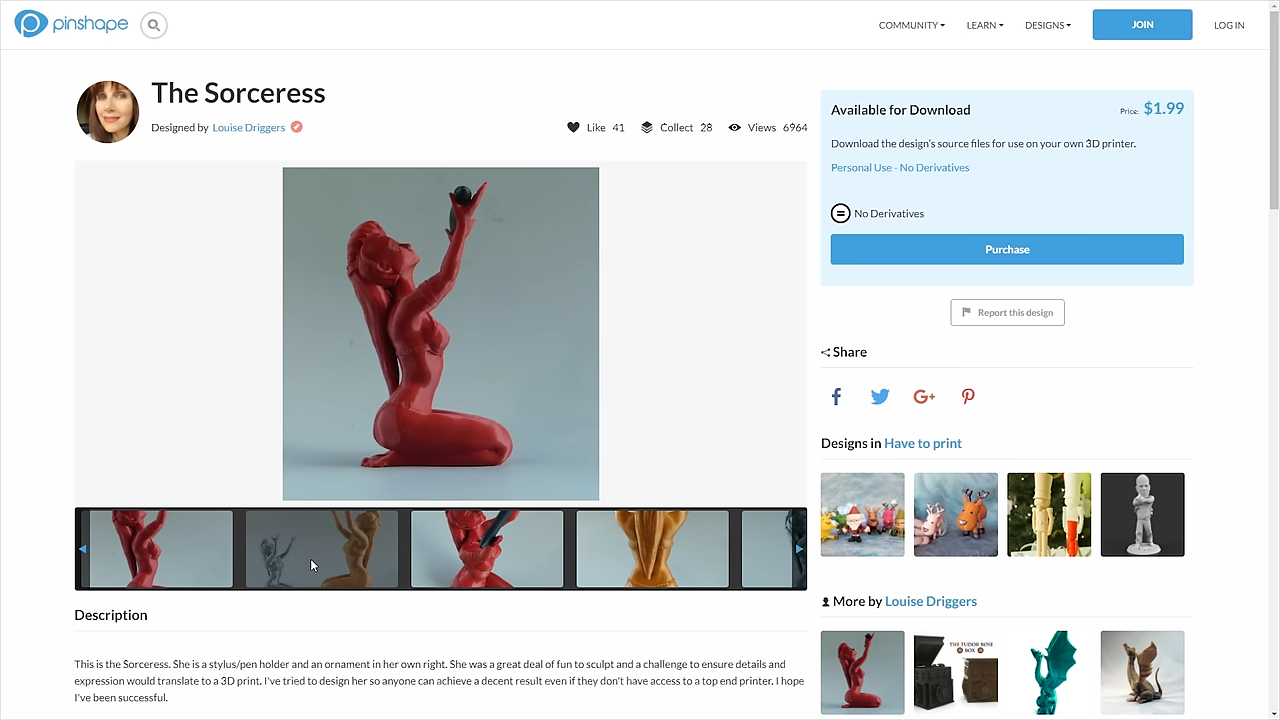 pinshape
COMMUNITY
LEARN
DESIGNS
JOIN
LOG IN
The Sorceress
Designed by Louise Driggers
Like 41
Collect 28
Views 6964
Available for Download
Price: $1.99
Download the design's source files for use on your own 3D printer.
Personal Use - No Derivatives
No Derivatives
Purchase
Report this design
Share
Designs in Have to print
More by Louise Driggers
THE TUDOR ROSE
BOX
Description
This is the Sorceress. She is a stylus/pen holder and an ornament in her own right. She was a great deal of fun to sculpt and a challenge to ensure details and
expression would translate to a 3D print. I've tried to design her so anyone can achieve a decent result even if they don't have access to a top end printer. I hope
I've been successful.